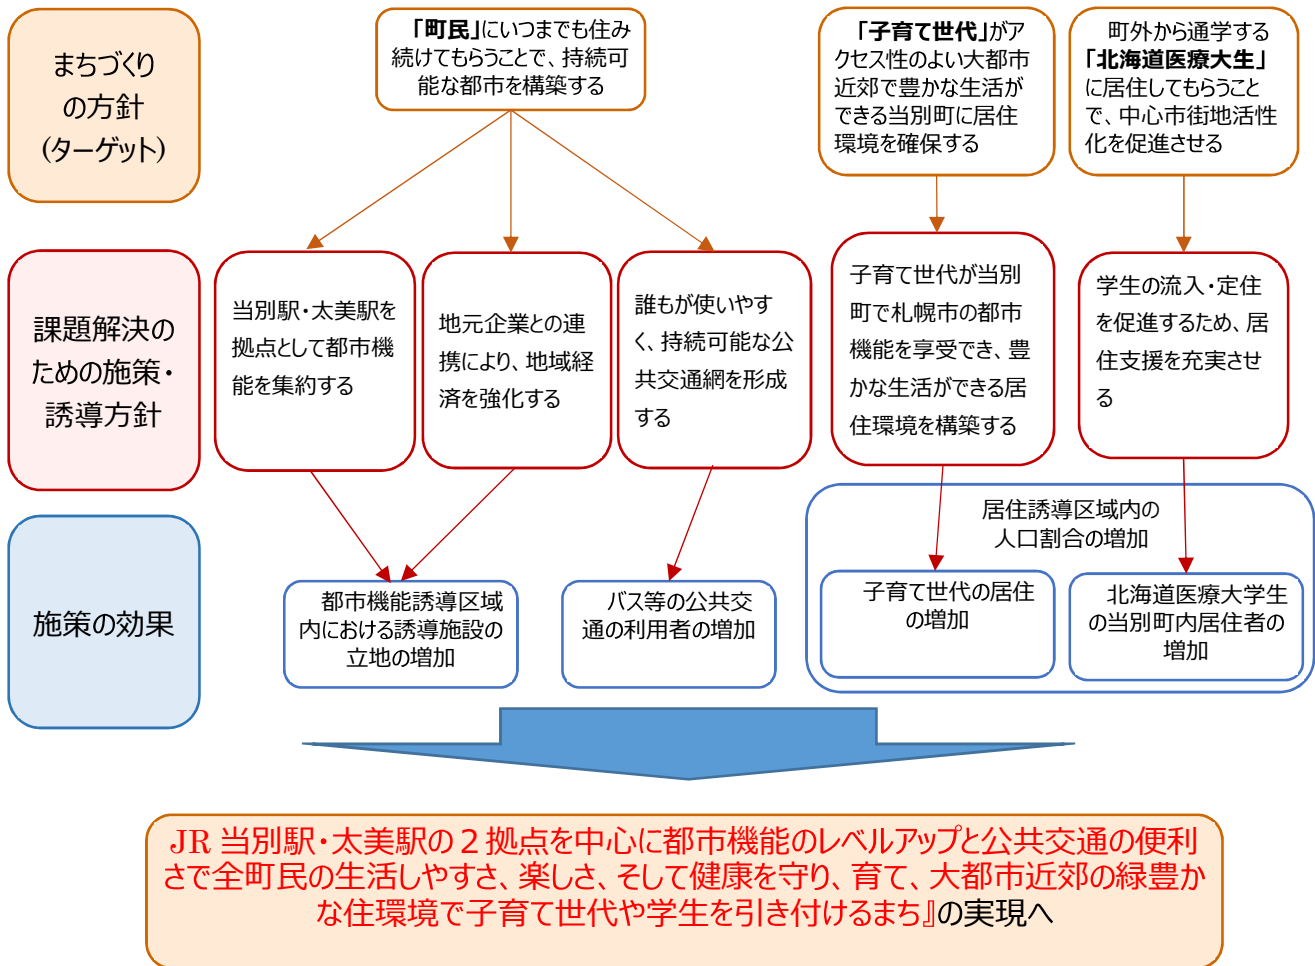 まちづくり
の方針
(ターゲット)
「町民」にいつまでも住み
続けてもらうことで、持続可
能な都市を構築する
「子育て世代」がア
クセス性のよい大都市
近郊で豊かな生活が
できる当別町に居住
環境を確保する
町外から通学する
「北海道医療大生」
に居住してもらうこと
で、中心市街地活性
化を促進させる
課題解決の
ための施策・
誘導方針
当別駅・太美駅を
拠点として都市機
能を集約する
地元企業との連
携により、地域経
済を強化する
誰もが使いやす
く、持続可能な公
共交通網を形成
する
子育て世代が当別
町で札幌市の都市
機能を享受でき、豊
かな生活ができる居
住環境を構築する
学生の流入・定住
を促進するため、居
住支援を充実させ
る
施策の効果
都市機能誘導区域
内における誘導施設の
立地の増加
バス等の公共交
通の利用者の増加
居住誘導区域内の
人口割合の増加
子育て世代の居住
の増加
北海道医療大学生
の当別町内居住者の
増加
JR 当別駅・太美駅の２拠点を中心に都市機能のレベルアップと公共交通の便利
さで全町民の生活しやすさ、楽しさ、そして健康を守り、育て、大都市近郊の緑豊か
な住環境で子育て世代や学生を引き付けるまち』の実現へ